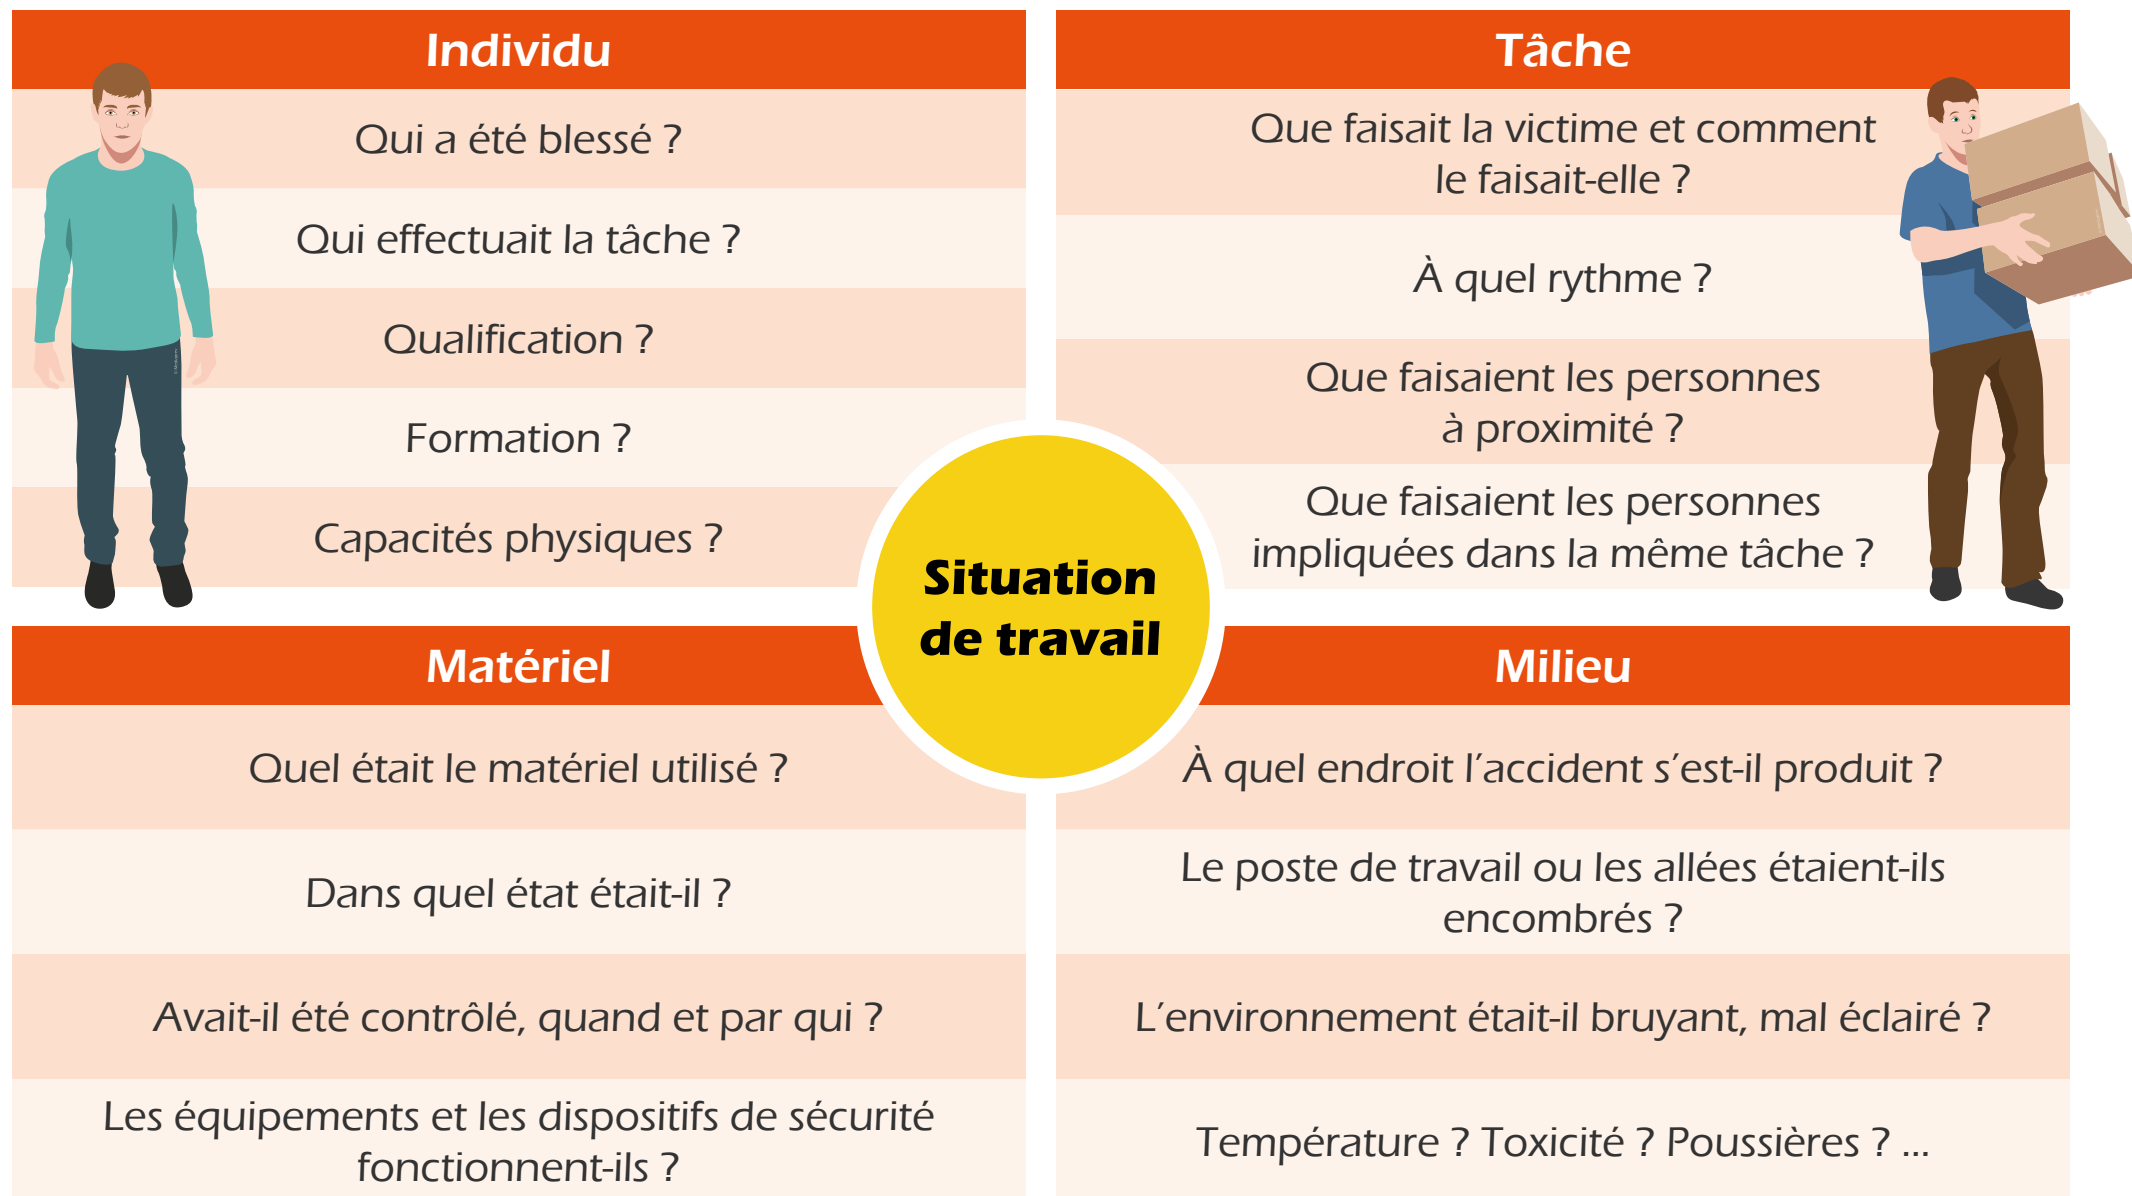 Individu
Qui a été blessé ?
Qui effectuait la tâche ?
Qualification ?
Formation ?
Capacités physiques ?
Tâche
Que faisait la victime et comment
le faisait-elle ?
À quel rythme ?
Que faisaient les personnes
à proximité ?
Que faisaient les personnes
impliquées dans la même tâche ?
Situation
de travail
Matériel
Quel était le matériel utilisé ?
Dans quel état était-il ?
Avait-il été contrôlé, quand et par qui ?
Les équipements et les dispositifs de sécurité
fonctionnent-ils ?
Milieu
À quel endroit l’accident s’est-il produit ?
Le poste de travail ou les allées étaient-ils
encombrés ?
L’environnement était-il bruyant, mal éclairé ?
Température ? Toxicité ? Poussières ? ...